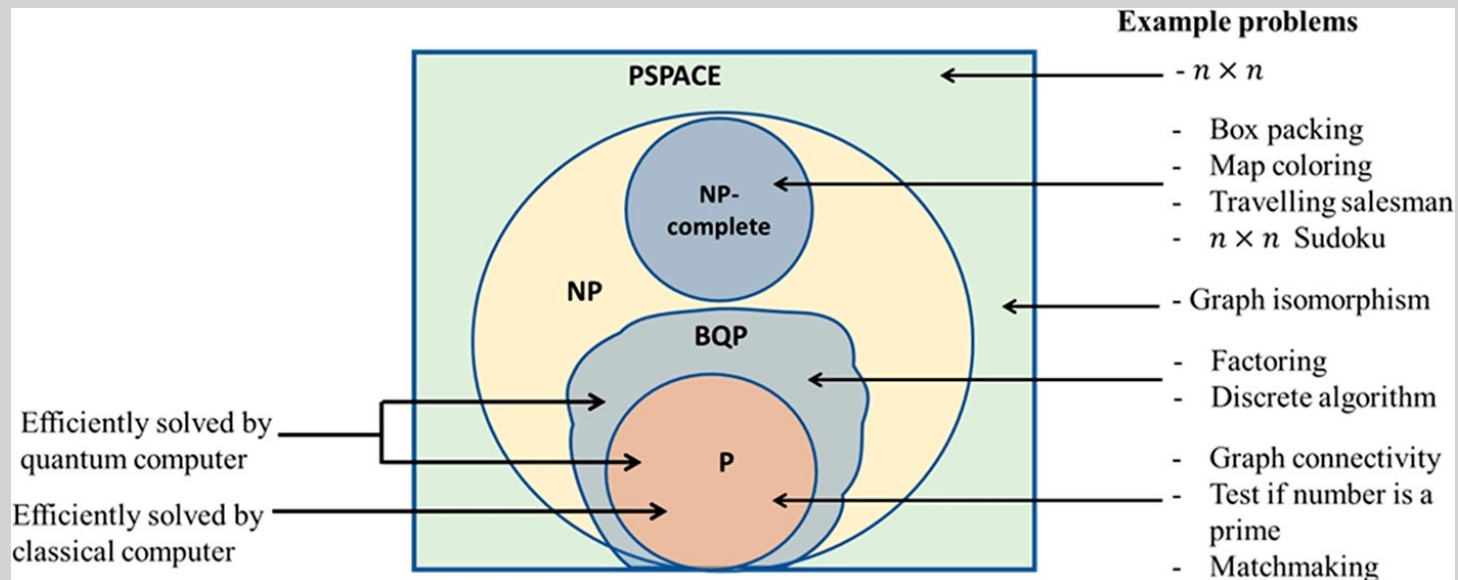 Example problems
PSPACE
- n × n
- Box packing
- Map coloring
NP-
complete
- Travelling salesman
- n × n Sudoku
NP
- Graph isomorphism
BQP
- Factoring
- Discrete algorithm
Efficiently solved by
quantum computer
P
- Graph connectivity
- Test if number is a
prime
Efficiently solved by
classical computer
- Matchmaking